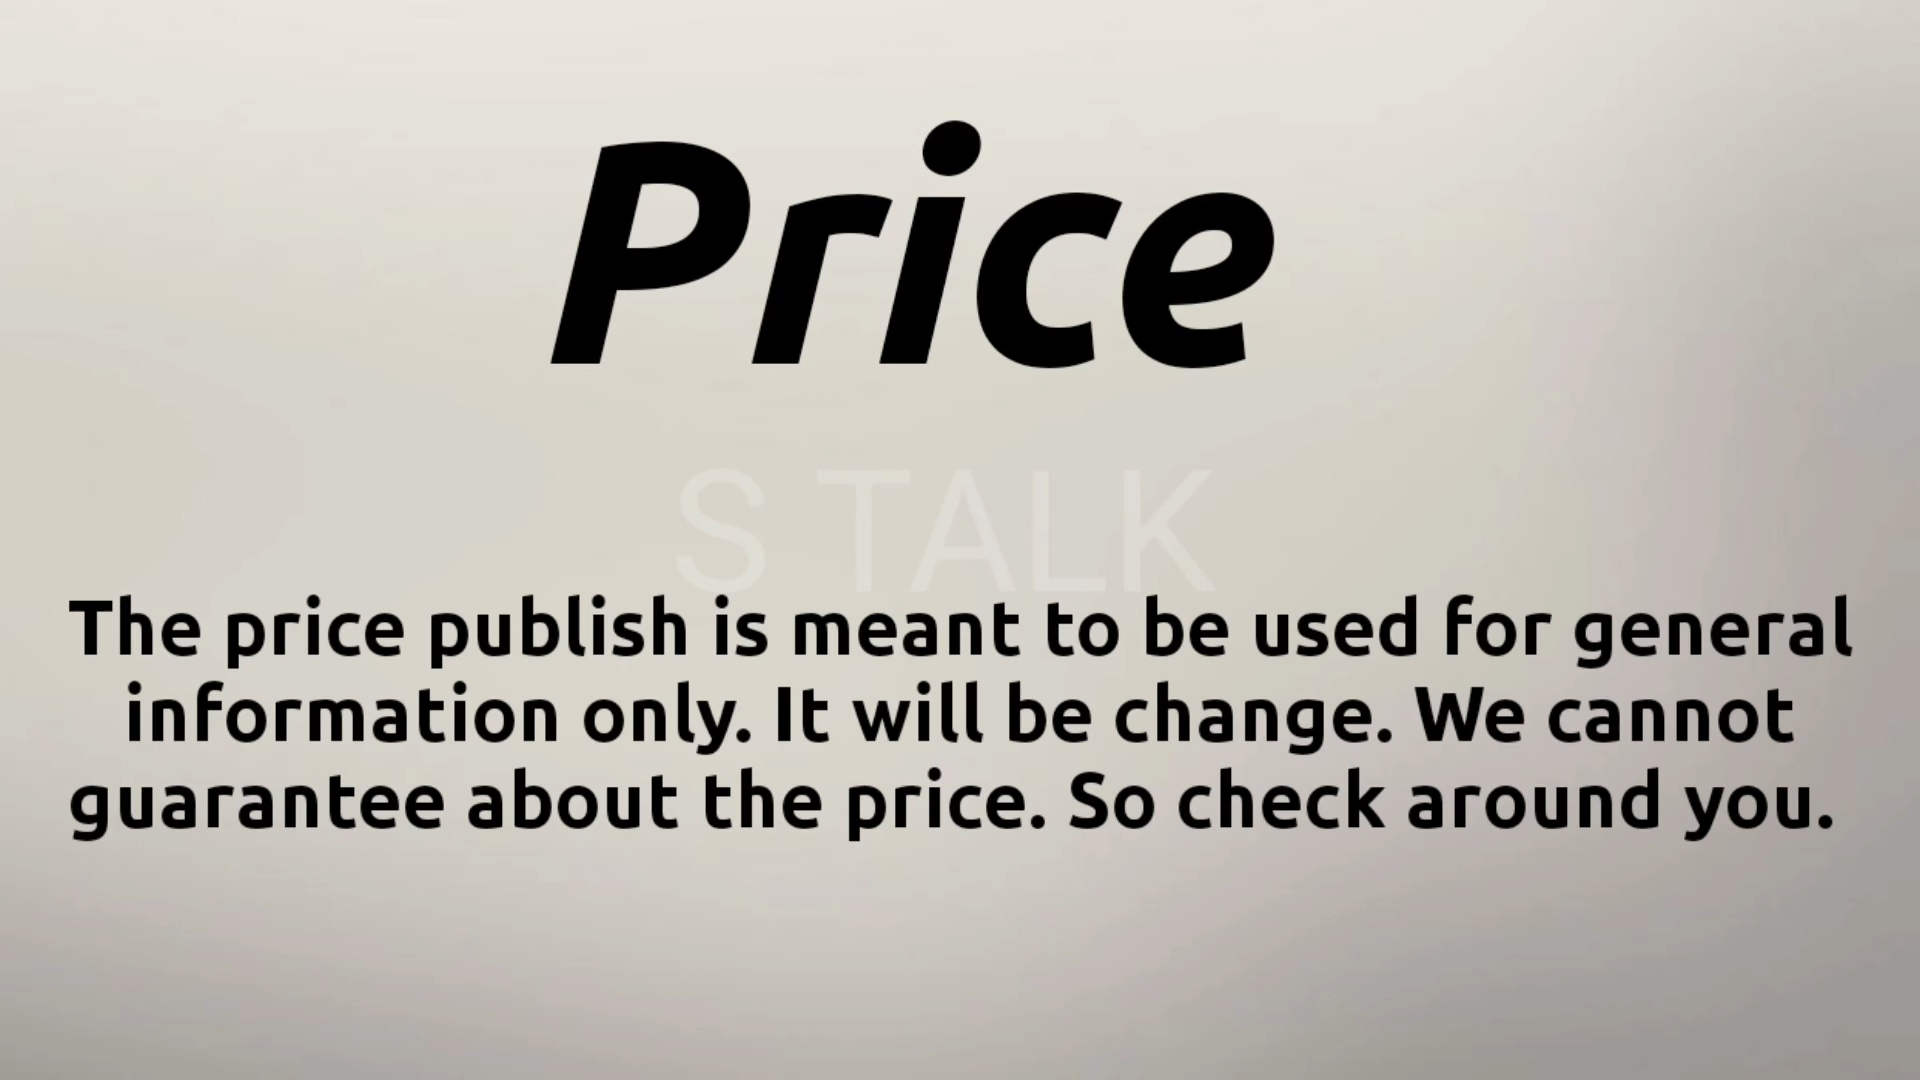 Price
S TALK
The price publish is meant to be used for general
information only. It will be change. We cannot
guarantee about the price. So check around you.